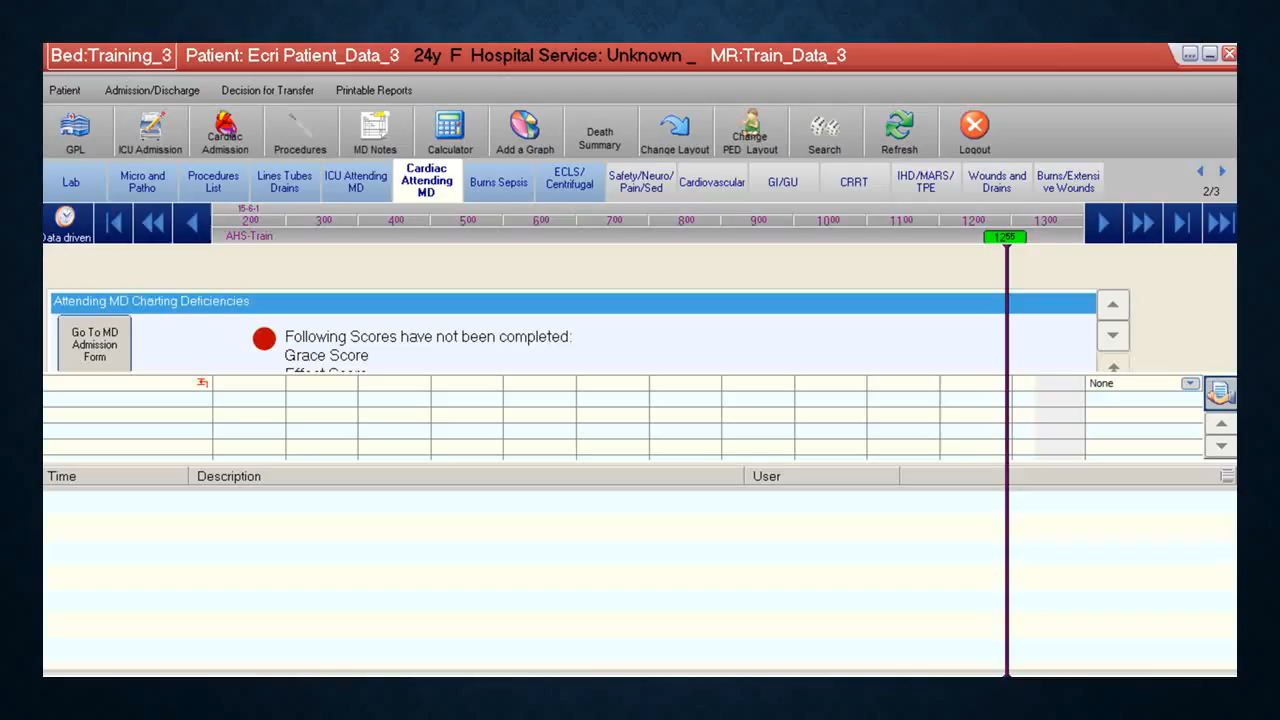 Bed:Training_3 Patient: Ecri Patient_Data_3 24y F Hospital Service: Unknown _ MR:Train_Data_3
Patient Admission/Discharge Decision for Transfer Printable Reports
GPL
ICU Admission
Cardiac
Admission
Procedures
MD Notes
Calculator
Add a Graph
Death
Summary
Change Layout
Change
PED_Layout
Search
Refresh
Logout
Lab
Micro and
Patho
Procedures
List
Lines Tubes
Drains
ICU Attending
MD
Cardiac
Attending
MD
Burns Sepsis
ECLS/
Centrifugal
Safety/Neuro/
Pain/Sed
Cardiovascular
GI/GU
CRRT
IHD/MARS/
TPE
Wounds and
Drains
Burns/Extensi
ve Wounds
2/3
Data driven
15-6-1
200 300 400 500 600 700 800 900 1000 1100 1200 1300
AHS-Train
1255
Attending MD Charting Deficiencies
Go To MD
Admission
Form
Following Scores have not been completed:
Grace Score
Effect Score
None
Time Description User